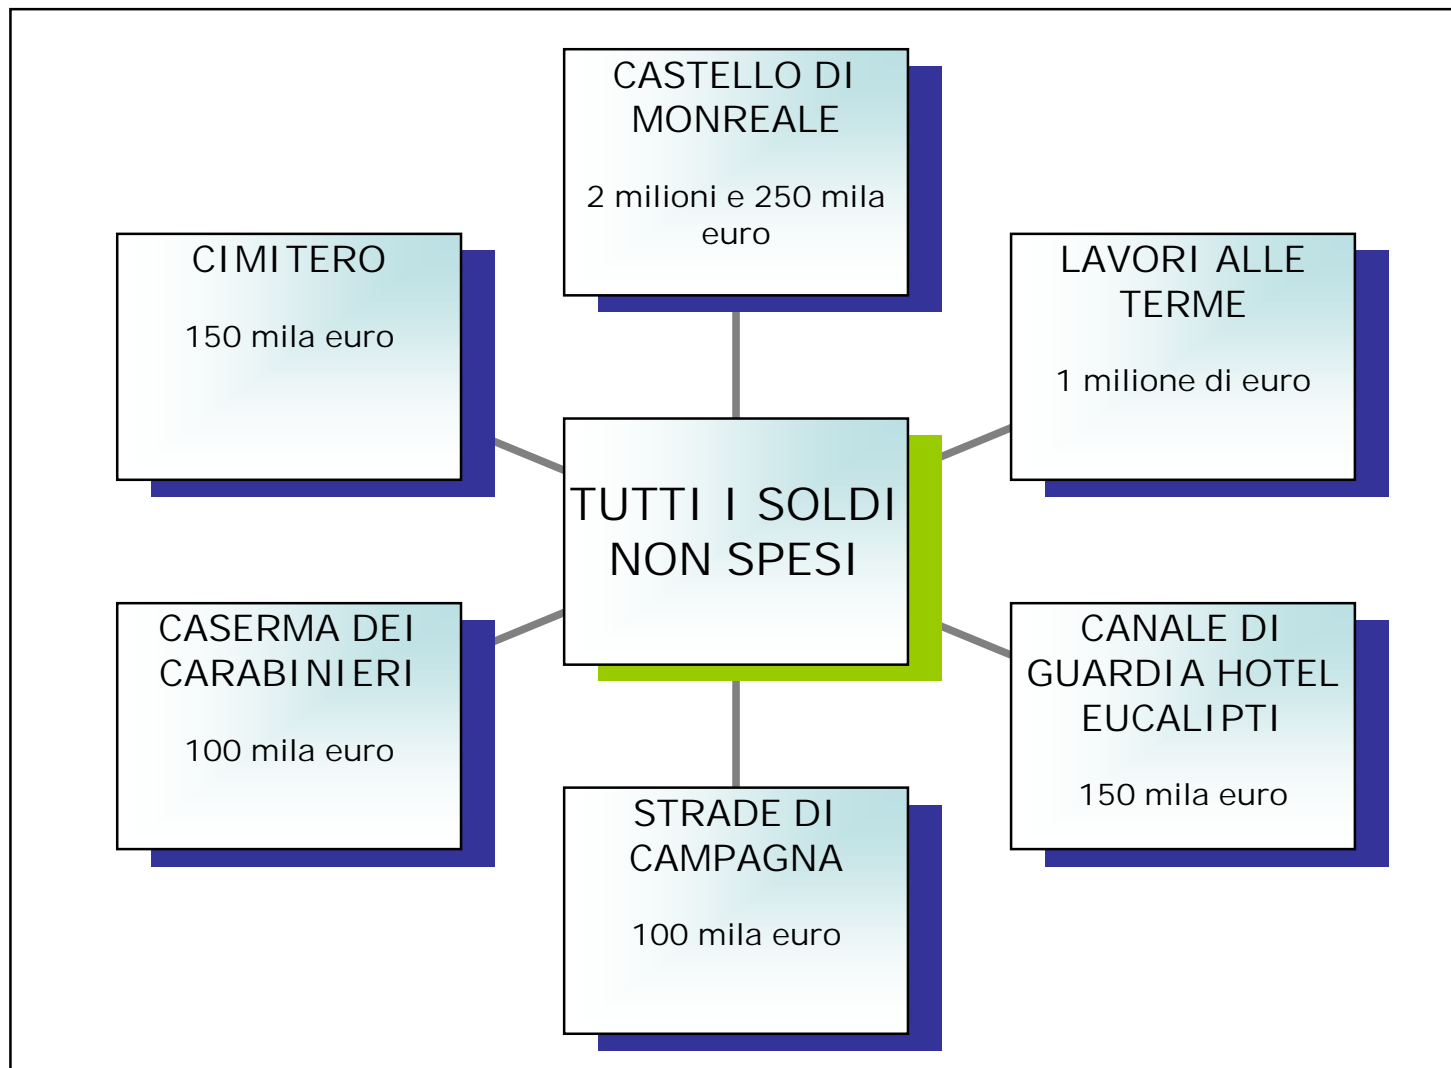 CASTELLO DI
MONREALE
2 milioni e 250 mila
euro
CIMITERO
150 mila euro
LAVORI ALLE
TERME
1 milione di euro
TUTTI I SOLDI
NON SPESI
CASERMA DEI
CARABINIERI
100 mila euro
CANALE DI
GUARDIA HOTEL
EUCALIPTI
150 mila euro
STRADE DI
CAMPAGNA
100 mila euro